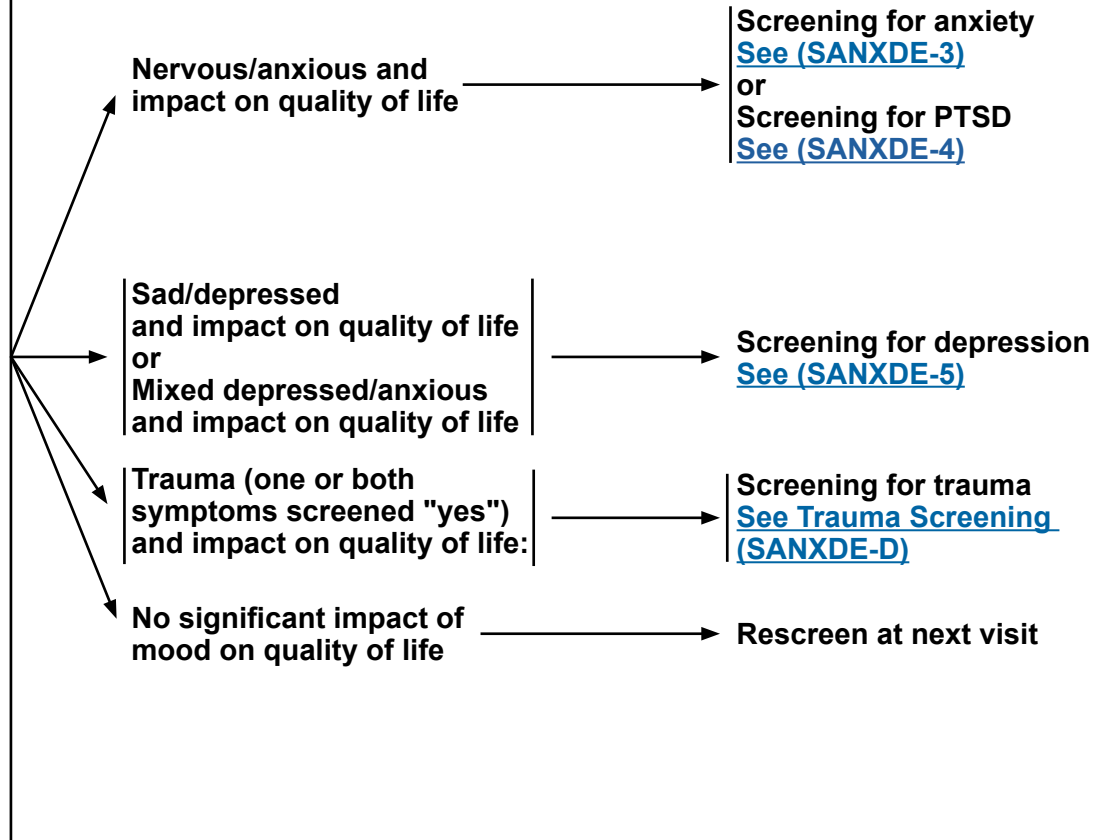 Nervous/anxious and
impact on quality of life
Screening for anxiety
See (SANXDE-3)
or
Screening for PTSD
See (SANXDE-4)
Sad/depressed
and impact on quality of life
or
Mixed depressed/anxious
and impact on quality of life
Screening for depression
See (SANXDE-5)
Trauma (one or both
symptoms screened "yes")
and impact on quality of life:
Screening for trauma
See Trauma Screening
(SANXDE-D)
No significant impact of
mood on quality of life
Rescreen at next visit